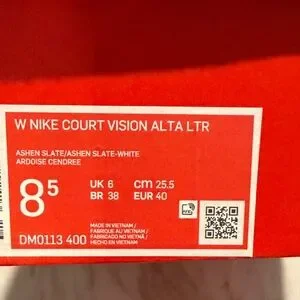 W NIKE COURT VISION ALTA LTR
ASHEN SLATE/ASHEN SLATE-WHITE
ARDOISE CENDREE
8 5
UK 6 CM 25.5
BR 38 EUR 40
MADE IN VIETNAM /
FABRIQUÉ AU VIETNAM /
FABRICADO NO VIETNÃ /
HECHO EN VIETNAM
DM0113 400